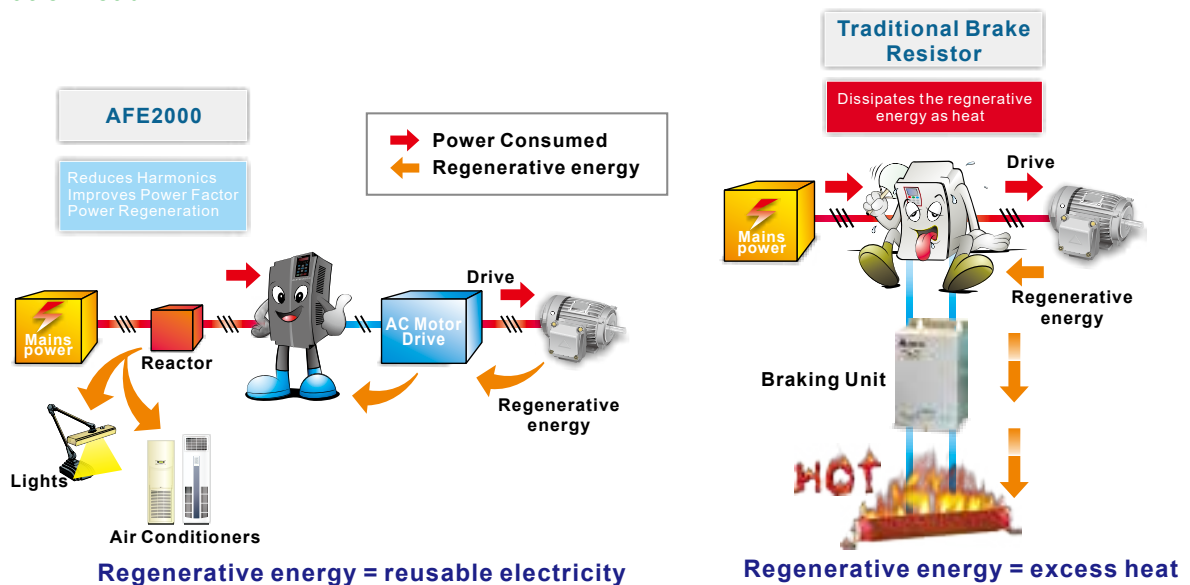 AFE2000
Reduces Harmonics
Improves Power Factor
Power Regeneration
Power Consumed
Regenerative energy
Mains
power
Reactor
AC Motor
Drive
Drive
Regenerative
energy
Lights
Air Conditioners
Regenerative energy = reusable electricity
Traditional Brake
Resistor
Dissipates the regnerative
energy as heat
Mains
power
Drive
Regenerative
energy
Braking Unit
HOT
Regenerative energy = excess heat